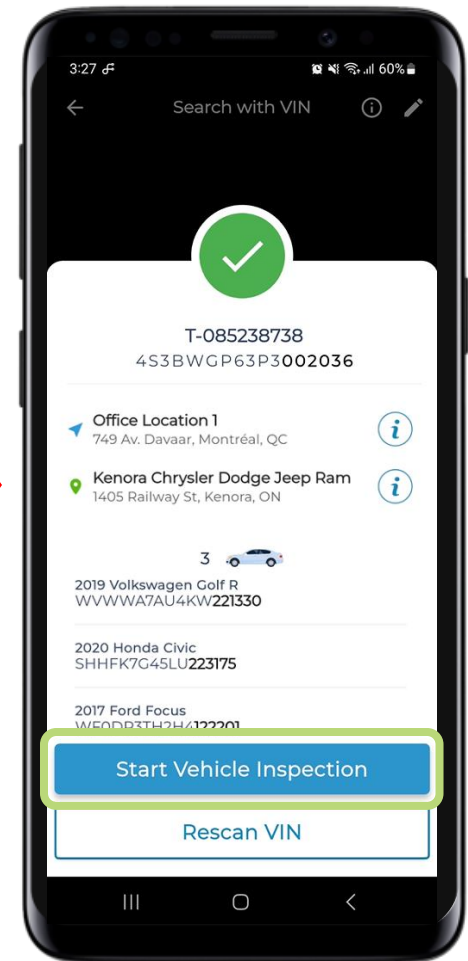 3:27
60%
Search with VIN
T-085238738
4S3BWGP63P3002036
Office Location 1
749 Av. Davaar, Montréal, QC
Kenora Chrysler Dodge Jeep Ram
1405 Railway St, Kenora, ON
3
2019 Volkswagen Golf R
WVWWA7AU4KW221330
2020 Honda Civic
SHHFK7G45LU223175
2017 Ford Focus
Start Vehicle Inspection
Rescan VIN